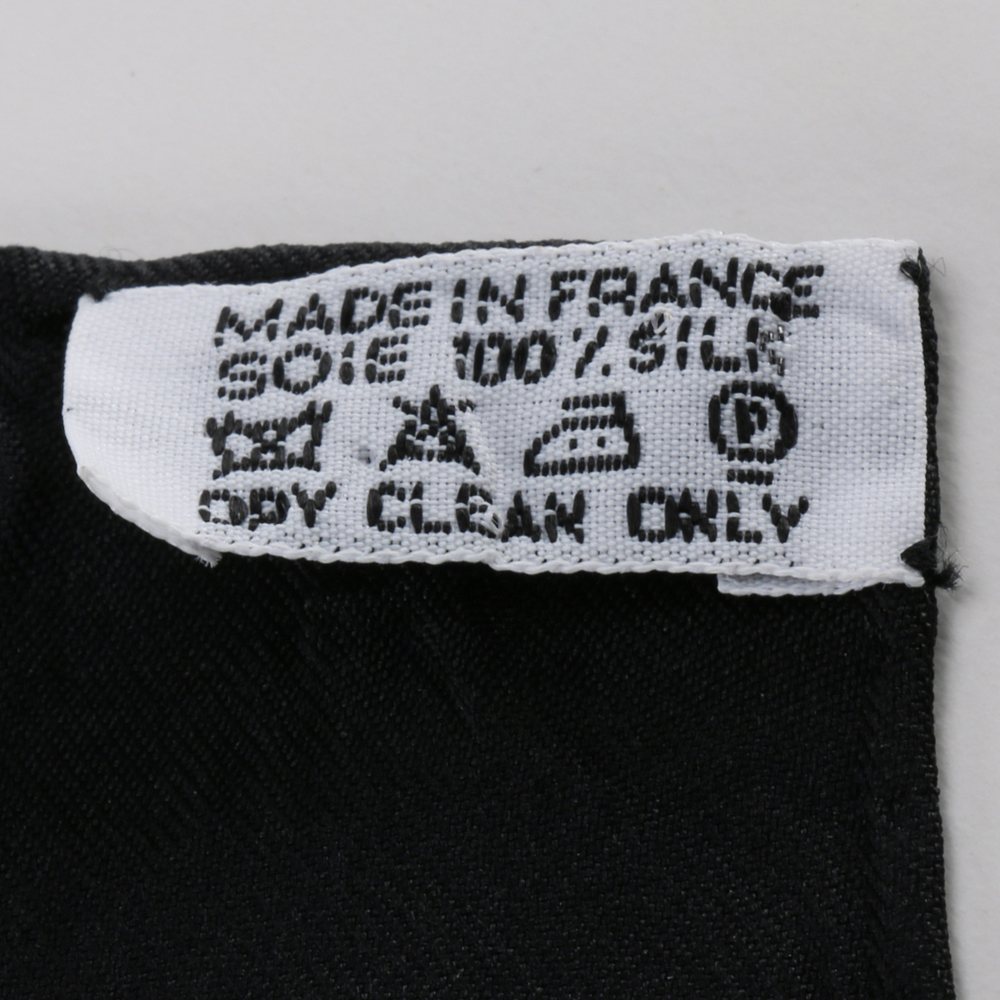 MADE IN FRANCE
SOIE 100% SILK
P
DRY CLEAN ONLY